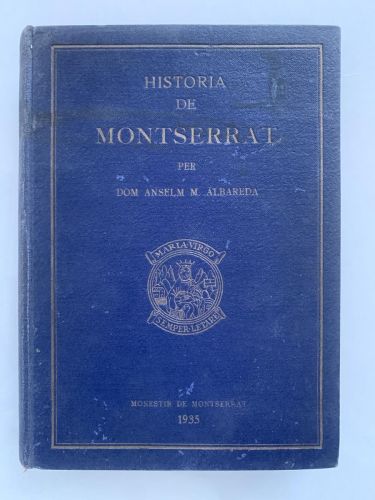 HISTORIA
DE
MONTSERRAT
PER
DOM ANSELM M. ALBAREDA
MARIA·VIRGO
SEMPER·LETARE
MONESTIR DE MONTSERRAT
1935